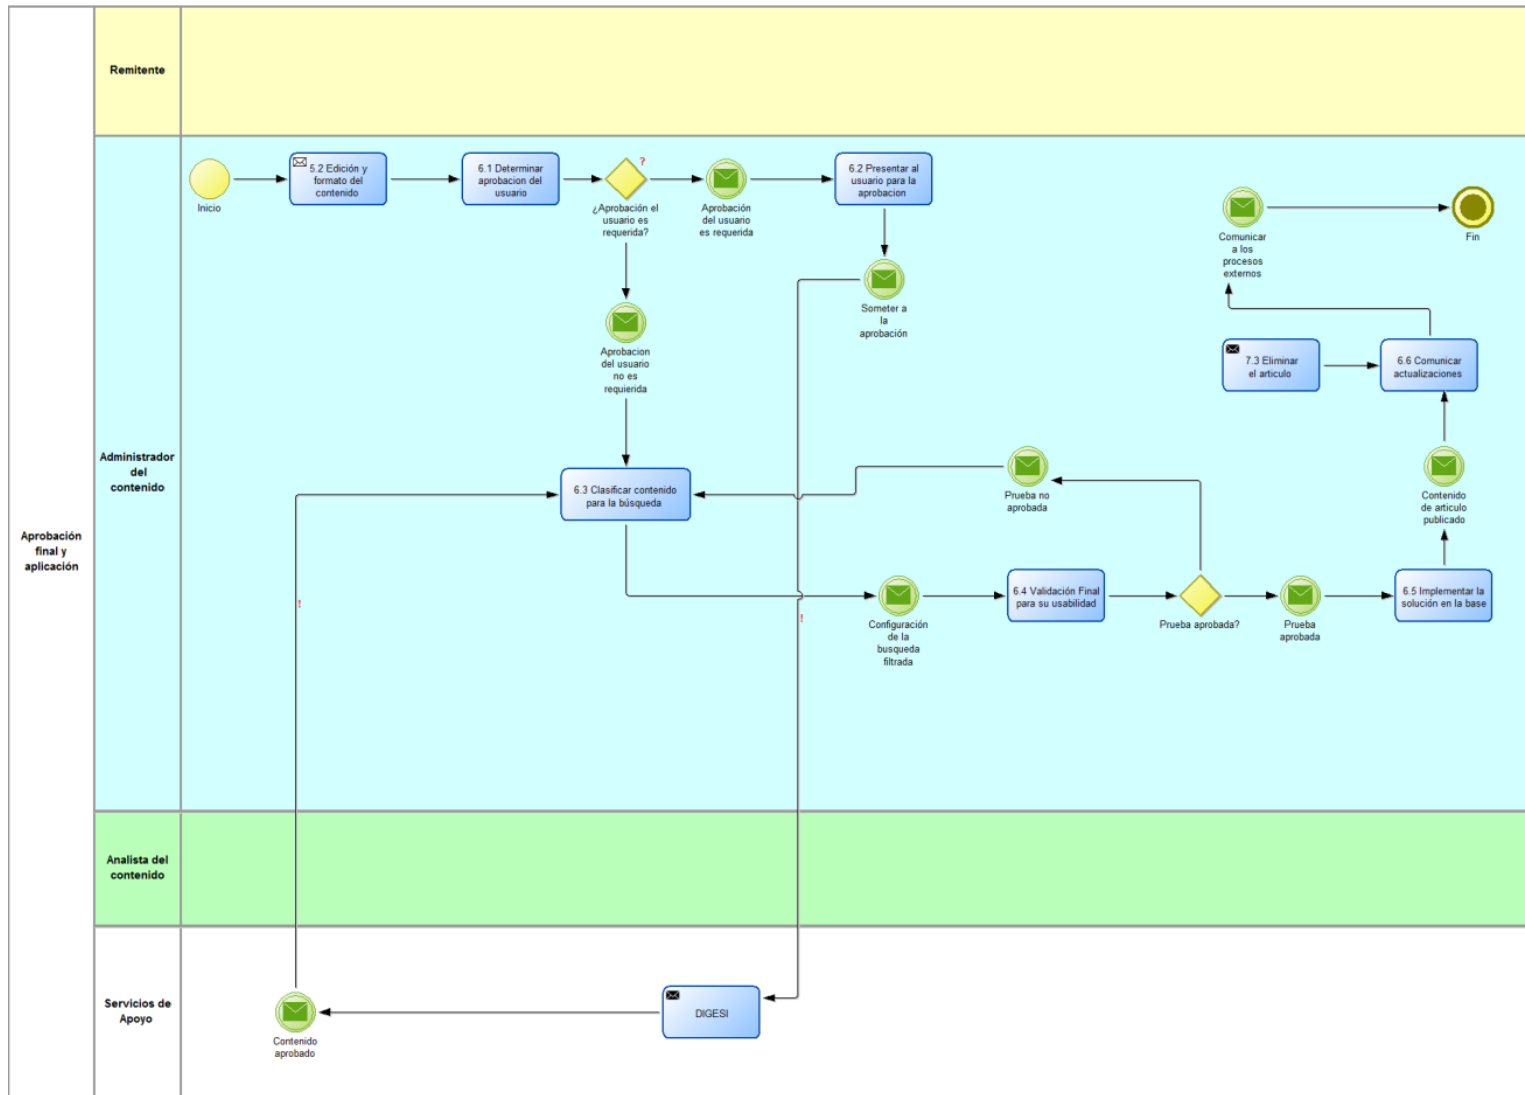 Aprobación
final y
aplicación
Remitente
Administrador
del
contenido
Analista del
contenido
Servicios de
Apoyo
Inicio
5.2 Edición y
formato del
contenido
6.1 Determinar
aprobacion del
usuario
?
¿Aprobación el
usuario es
requerida?
Aprobación
del usuario
es requerida
6.2 Presentar al
usuario para la
aprobacion
Someter a
la
aprobación
Aprobacion
del usuario
no es
requierida
Comunicar
a los
procesos
externos
Fin
7.3 Eliminar
el articulo
6.6 Comunicar
actualizaciones
6.3 Clasificar contenido
para la búsqueda
Prueba no
aprobada
Contenido
de articulo
publicado
Configuración
de la
busqueda
filtrada
6.4 Validación Final
para su usabilidad
Prueba aprobada?
Prueba
aprobada
6.5 Implementar la
solución en la base
!
!
DIGESI
Contenido
aprobado